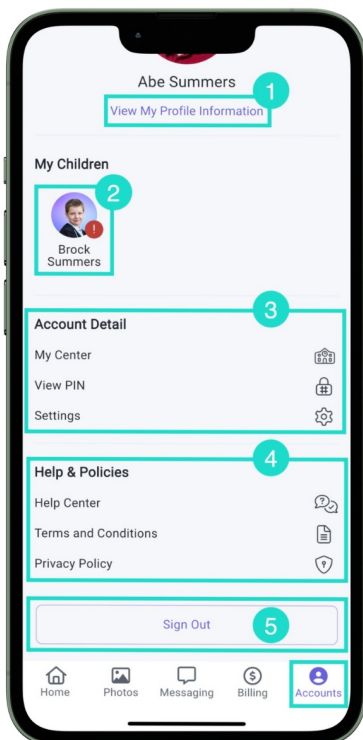 Abe Summers
1
View My Profile Information
My Children
2
!
Brock
Summers
3
Account Detail
My Center
View PIN
#
Settings
4
Help & Policies
Help Center
?
Terms and Conditions
Privacy Policy
Sign Out
5
$
Home Photos Messaging Billing Accounts